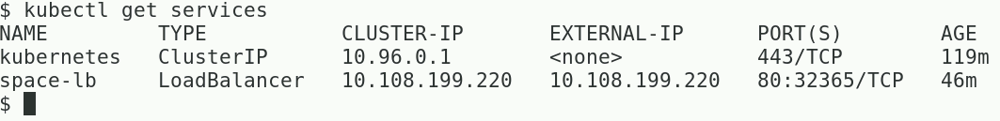 $ kubectl get services
NAME TYPE CLUSTER-IP EXTERNAL-IP PORT(S) AGE
kubernetes ClusterIP 10.96.0.1 <none> 443/TCP 119m
space-lb LoadBalancer 10.108.199.220 10.108.199.220 80:32365/TCP 46m
$